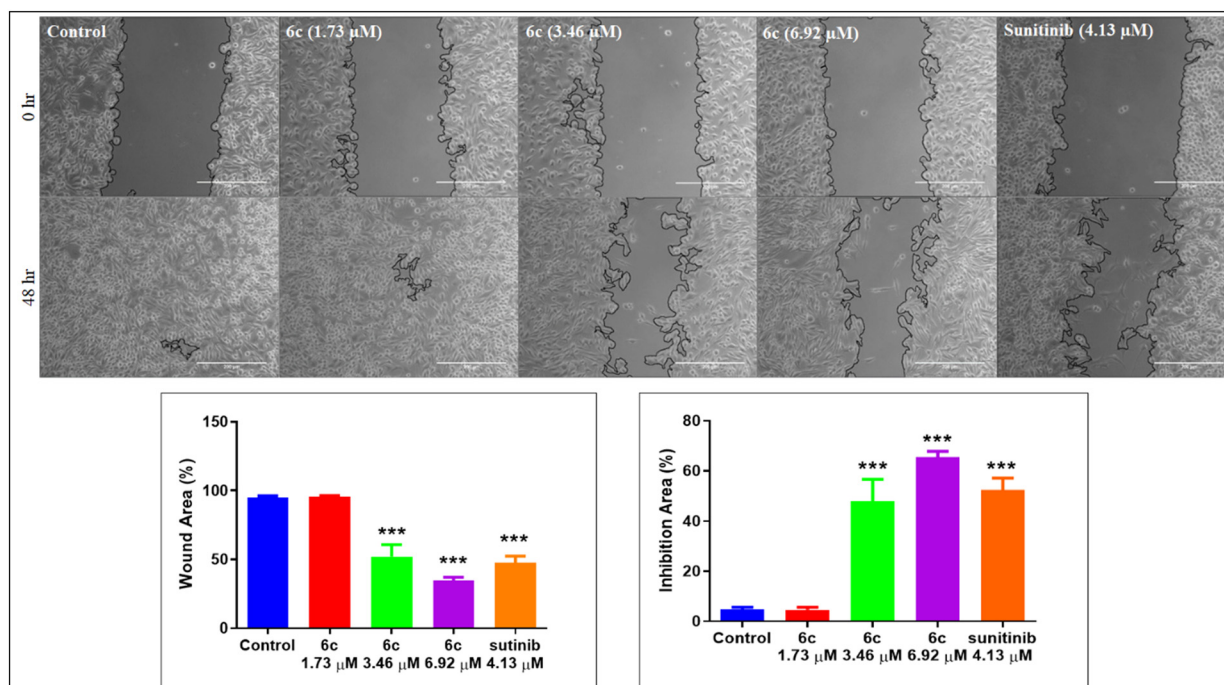 Control
6c (1.73 μM)
6c (3.46 μM)
6c (6.92 μM)
Sunitinib (4.13 μM)
0 hr
48 hr
150
100
50
0
Wound Area (%)
Control
6c
1.73 μM
6c
3.46 μM
6c
6.92 μM
sutinib
4.13 μM
***
***
***
80
60
40
20
0
Inhibition Area (%)
Control
6c
1.73 μM
6c
3.46 μM
6c
6.92 μM
sunitinib
4.13 μM
***
***
***